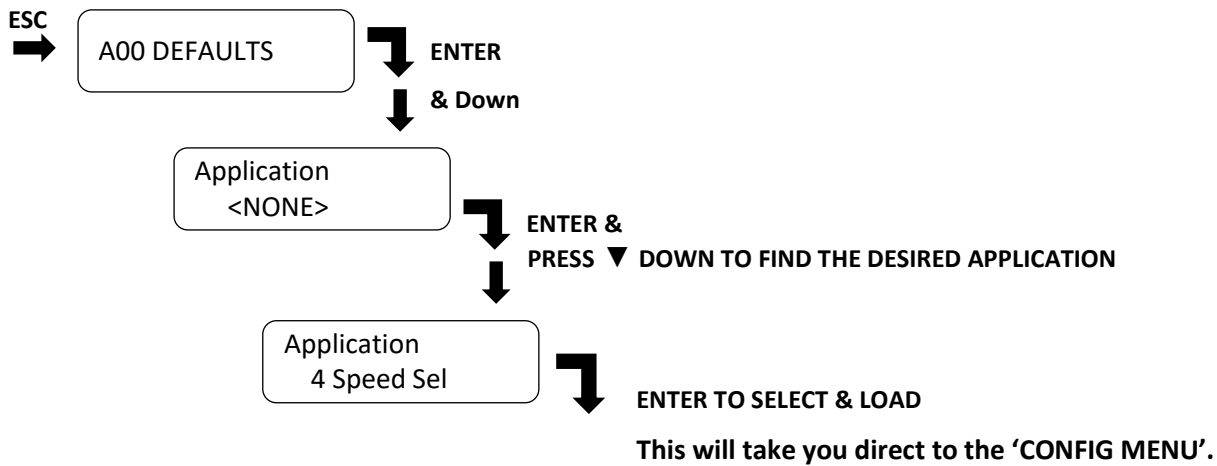 ESC
A00 DEFAULTS
ENTER
& Down
Application
<NONE>
ENTER &
PRESS ▼ DOWN TO FIND THE DESIRED APPLICATION
Application
4 Speed Sel
ENTER TO SELECT & LOAD
This will take you direct to the ‘CONFIG MENU’.